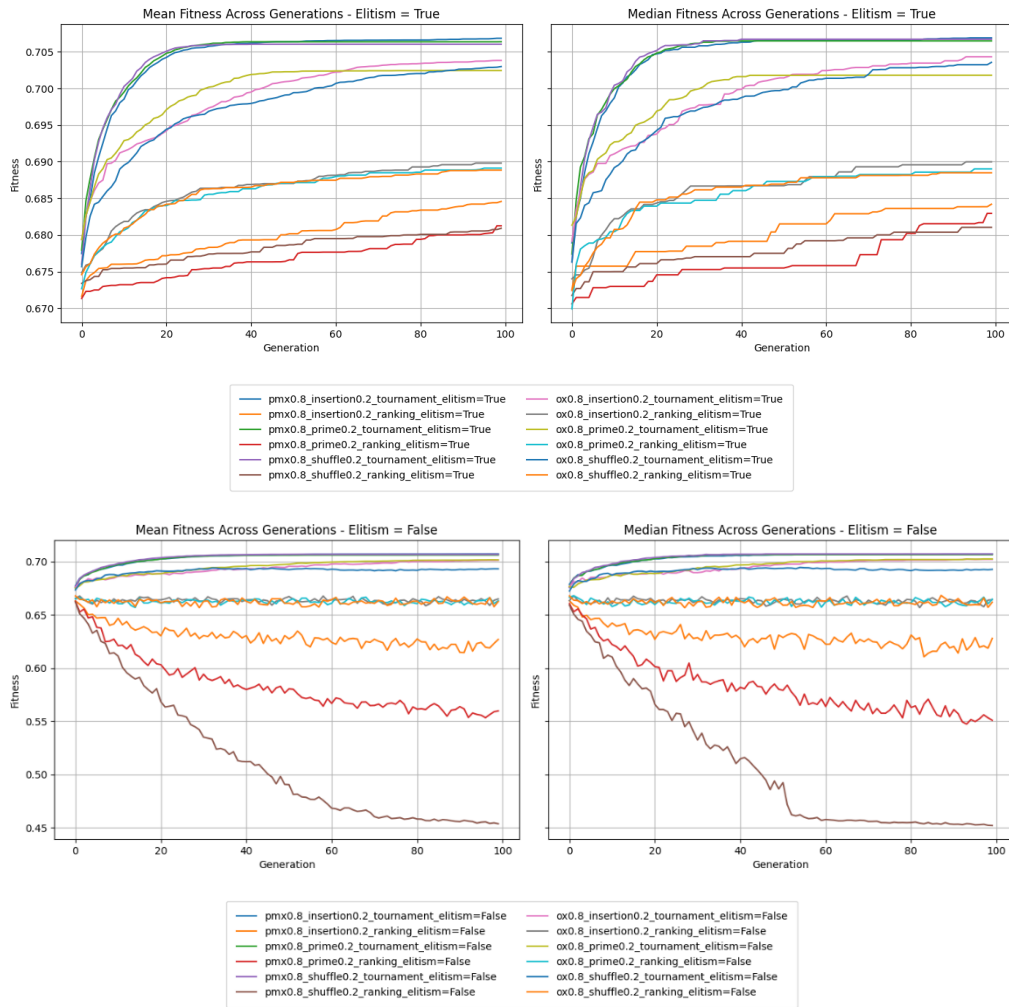 Mean Fitness Across Generations - Elitism = True
Median Fitness Across Generations - Elitism = True
0.705
0.700
0.695
0.690
0.685
0.680
0.675
0.670
Fitness
Fitness
0 20 40 60 80 100
0 20 40 60 80 100
Generation
Generation
pmx0.8_insertion0.2_tournament_elitism=True
ox0.8_insertion0.2_tournament_elitism=True
pmx0.8_insertion0.2_ranking_elitism=True
ox0.8_insertion0.2_ranking_elitism=True
pmx0.8_prime0.2_tournament_elitism=True
ox0.8_prime0.2_tournament_elitism=True
pmx0.8_prime0.2_ranking_elitism=True
ox0.8_prime0.2_ranking_elitism=True
pmx0.8_shuffle0.2_tournament_elitism=True
ox0.8_shuffle0.2_tournament_elitism=True
pmx0.8_shuffle0.2_ranking_elitism=True
ox0.8_shuffle0.2_ranking_elitism=True
Mean Fitness Across Generations - Elitism = False
Median Fitness Across Generations - Elitism = False
0.70
0.65
0.60
0.55
0.50
0.45
Fitness
Fitness
0 20 40 60 80 100
0 20 40 60 80 100
Generation
Generation
pmx0.8_insertion0.2_tournament_elitism=False
ox0.8_insertion0.2_tournament_elitism=False
pmx0.8_insertion0.2_ranking_elitism=False
ox0.8_insertion0.2_ranking_elitism=False
pmx0.8_prime0.2_tournament_elitism=False
ox0.8_prime0.2_tournament_elitism=False
pmx0.8_prime0.2_ranking_elitism=False
ox0.8_prime0.2_ranking_elitism=False
pmx0.8_shuffle0.2_tournament_elitism=False
ox0.8_shuffle0.2_tournament_elitism=False
pmx0.8_shuffle0.2_ranking_elitism=False
ox0.8_shuffle0.2_ranking_elitism=False